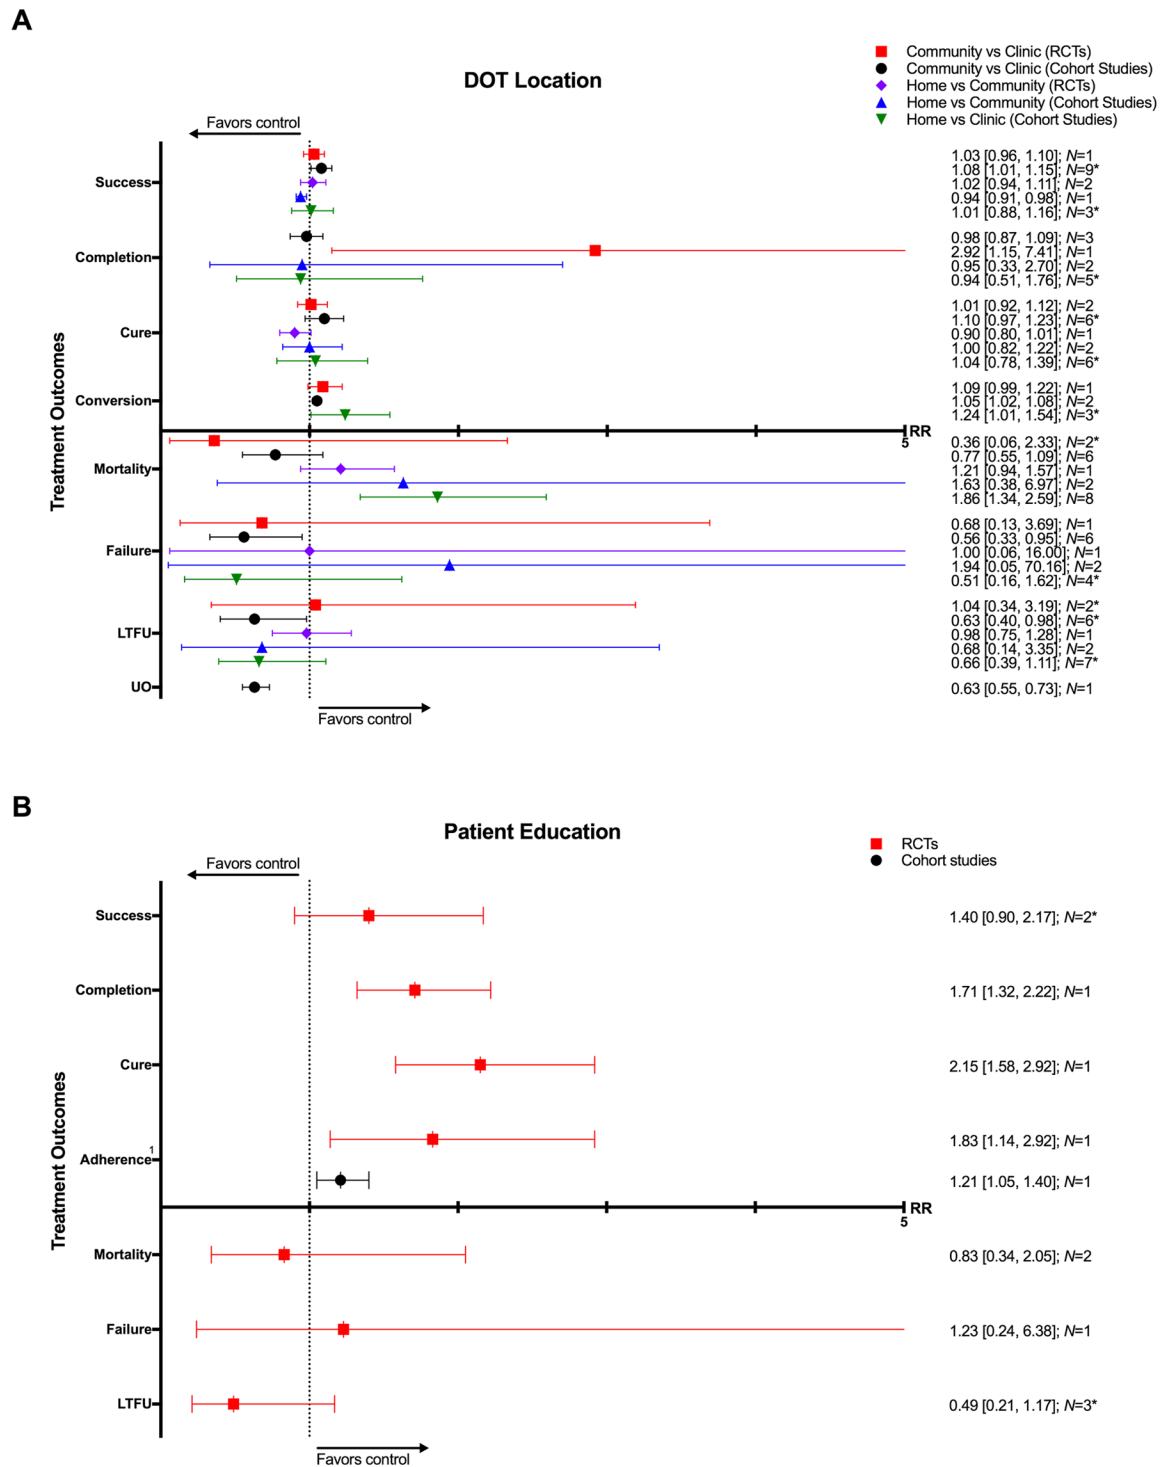 A
DOT Location
Community vs Clinic (RCTs)
Community vs Clinic (Cohort Studies)
Home vs Community (RCTs)
Home vs Community (Cohort Studies)
Home vs Clinic (Cohort Studies)
Favors control
Treatment Outcomes
Success
1.03 [0.96, 1.10]; N=1
1.08 [1.01, 1.15]; N=9*
1.02 [0.94, 1.11]; N=2
0.94 [0.91, 0.98]; N=1
1.01 [0.88, 1.16]; N=3*
Completion
0.98 [0.87, 1.09]; N=3
2.92 [1.15, 7.41]; N=1
0.95 [0.33, 2.70]; N=2
0.94 [0.51, 1.76]; N=5*
Cure
1.01 [0.92, 1.12]; N=2
1.10 [0.97, 1.23]; N=6*
0.90 [0.80, 1.01]; N=1
1.00 [0.82, 1.22]; N=2
1.04 [0.78, 1.39]; N=6*
Conversion
1.09 [0.99, 1.22]; N=1
1.05 [1.02, 1.08]; N=2
1.24 [1.01, 1.54]; N=3*
RR
5
Mortality
0.36 [0.06, 2.33]; N=2*
0.77 [0.55, 1.09]; N=6
1.21 [0.94, 1.57]; N=1
1.63 [0.38, 6.97]; N=2
1.86 [1.34, 2.59]; N=8
Failure
0.68 [0.13, 3.69]; N=1
0.56 [0.33, 0.95]; N=6
1.00 [0.06, 16.00]; N=1
1.94 [0.05, 70.16]; N=2
0.51 [0.16, 1.62]; N=4*
LTFU
1.04 [0.34, 3.19]; N=2*
0.63 [0.40, 0.98]; N=6*
0.98 [0.75, 1.28]; N=1
0.68 [0.14, 3.35]; N=2
0.66 [0.39, 1.11]; N=7*
UO
0.63 [0.55, 0.73]; N=1
Favors control
B
Patient Education
RCTs
Cohort studies
Favors control
Treatment Outcomes
Success
1.40 [0.90, 2.17]; N=2*
Completion
1.71 [1.32, 2.22]; N=1
Cure
2.15 [1.58, 2.92]; N=1
Adherence1
1.83 [1.14, 2.92]; N=1
1.21 [1.05, 1.40]; N=1
RR
5
Mortality
0.83 [0.34, 2.05]; N=2
Failure
1.23 [0.24, 6.38]; N=1
LTFU
0.49 [0.21, 1.17]; N=3*
Favors control